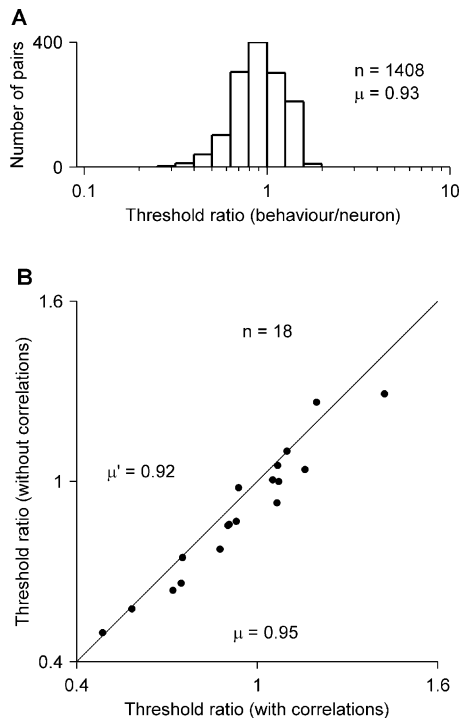 A
Number of pairs
400
0
n = 1408
μ = 0.93
0.1
1
10
Threshold ratio (behaviour/neuron)
B
Threshold ratio (without correlations)
1.6
1
0.4
n = 18
μ' = 0.92
μ = 0.95
0.4
1
1.6
Threshold ratio (with correlations)